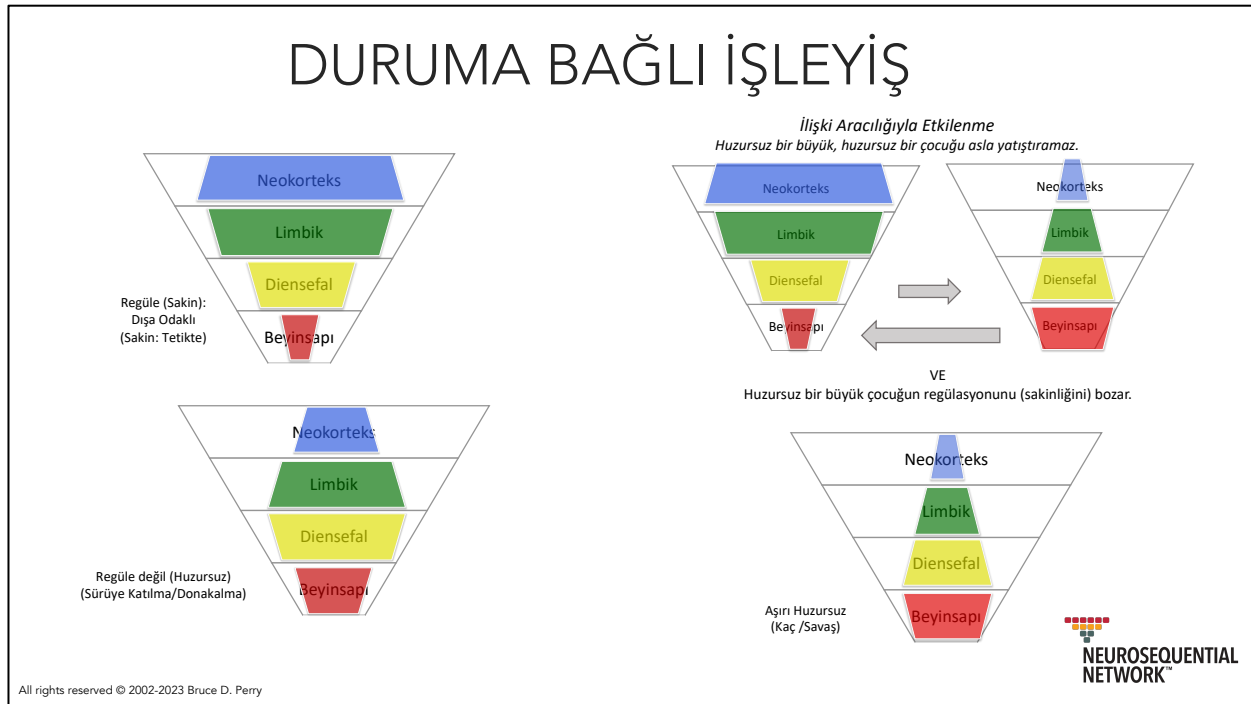 DURUMA BAĞLI İŞLEYİŞ
Neokorteks
Limbik
Diensefal
Beyinsapı
Regüle (Sakin):
Dışa Odaklı
(Sakin: Tetikte)
İlişki Aracılığıyla Etkilenme
Huzursuz bir büyük, huzursuz bir çocuğu asla yatıştıramaz.
Neokorteks
Limbik
Diensefal
Beyinsapı
Neokorteks
Limbik
Diensefal
Beyinsapı
VE
Huzursuz bir büyük çocuğun regülasyonunu (sakinliğini) bozar.
Neokorteks
Limbik
Diensefal
Beyinsapı
Regüle değil (Huzursuz)
(Sürüye Katılma/Donakalma)
Neokorteks
Limbik
Diensefal
Beyinsapı
Aşırı Huzursuz
(Kaç /Savaş)
NEUROSEQUENTIAL
NETWORK™
All rights reserved © 2002-2023 Bruce D. Perry